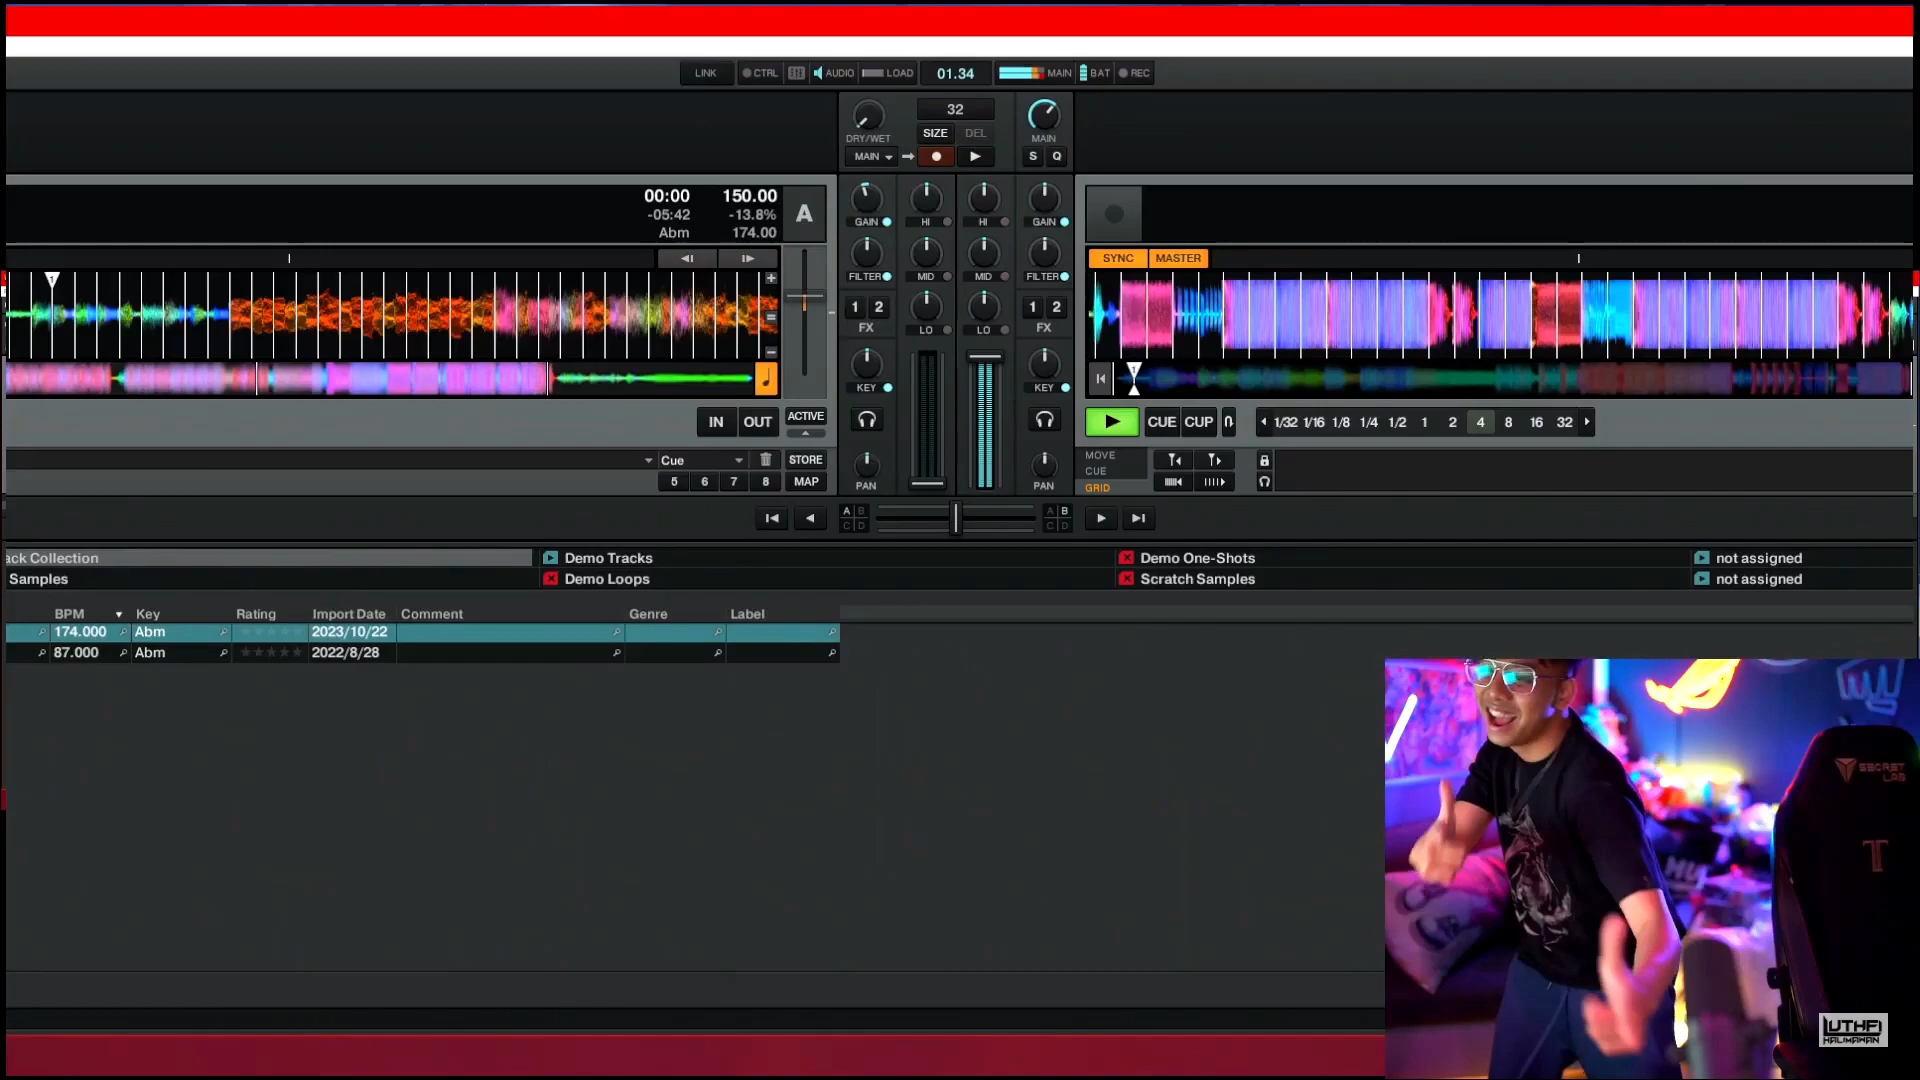 LINK CTRL AUDIO LOAD 01.34 MAIN BAT REC
32
DRY/WET SIZE DEL MAIN
MAIN S Q
00:00 150.00
-05:42 -13.8%
Abm 174.00
A
GAIN HI HI GAIN
FILTER MID MID FILTER
1 2 1 2
FX LO LO FX
KEY KEY
PAN PAN
SYNC MASTER
1
1
IN OUT ACTIVE
CUE CUP 1/32 1/16 1/8 1/4 1/2 1 2 4 8 16 32
Cue STORE
5 6 7 8 MAP
MOVE
CUE
GRID
A B
C D
A B
C D
ack Collection Demo Tracks Demo One-Shots not assigned
Samples Demo Loops Scratch Samples not assigned
BPM Key Rating Import Date Comment Genre Label
174.000 Abm 2023/10/22
87.000 Abm 2022/8/28
SECRET
LAB
LUTHFI
HALIMAWAN